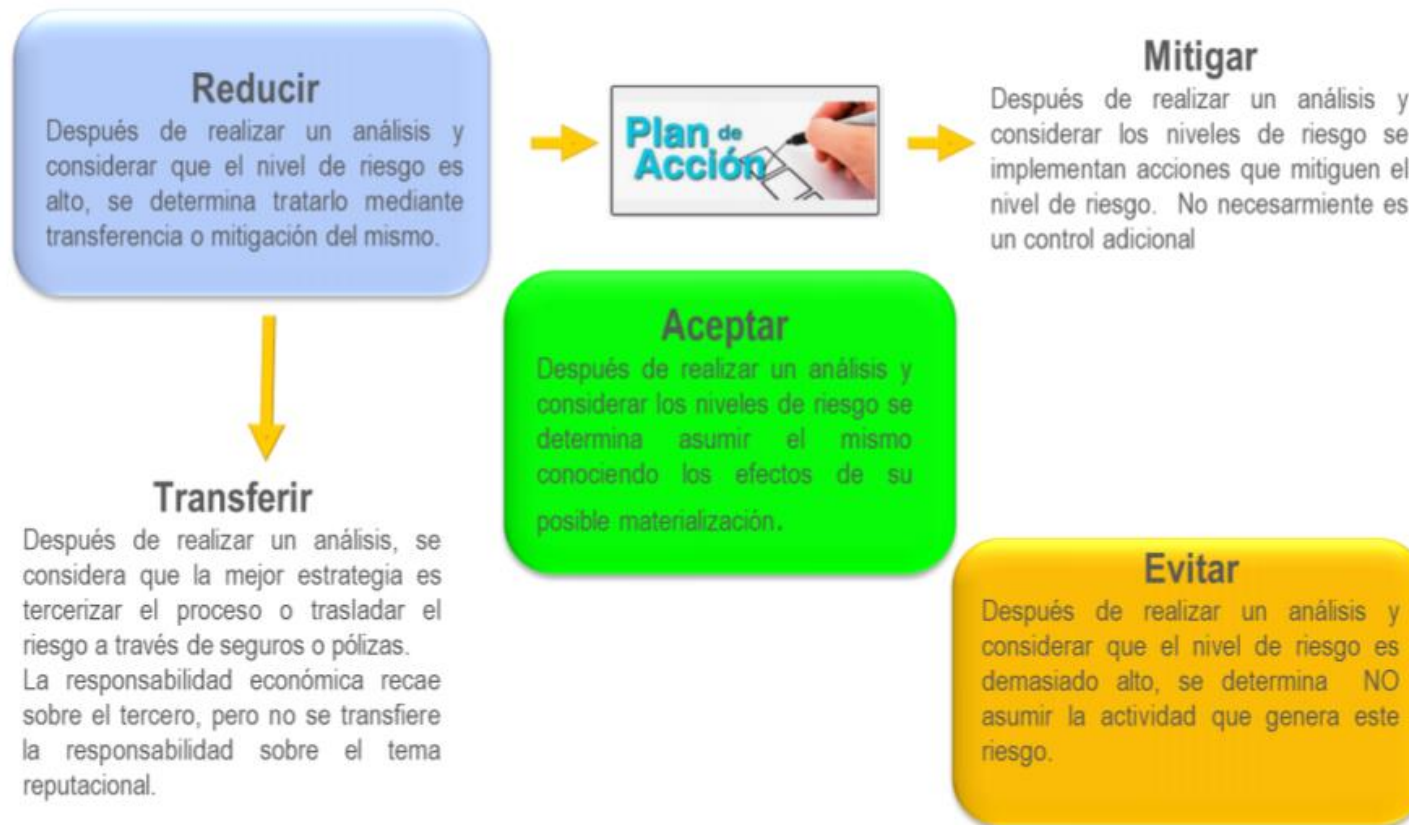 Reducir
Después de realizar un análisis y
considerar que el nivel de riesgo es
alto, se determina tratarlo mediante
transferencia o mitigación del mismo.
Plan de
Acción
Mitigar
Después de realizar un análisis y
considerar los niveles de riesgo se
implementan acciones que mitiguen el
nivel de riesgo. No necesarmiente es
un control adicional
Aceptar
Después de realizar un análisis y
considerar los niveles de riesgo se
determina asumir el mismo
conociendo los efectos de su
posible materialización.
Transferir
Después de realizar un análisis, se
considera que la mejor estrategia es
tercerizar el proceso o trasladar el
riesgo a través de seguros o pólizas.
La responsabilidad económica recae
sobre el tercero, pero no se transfiere
la responsabilidad sobre el tema
reputacional.
Evitar
Después de realizar un análisis y
considerar que el nivel de riesgo es
demasiado alto, se determina NO
asumir la actividad que genera este
riesgo.